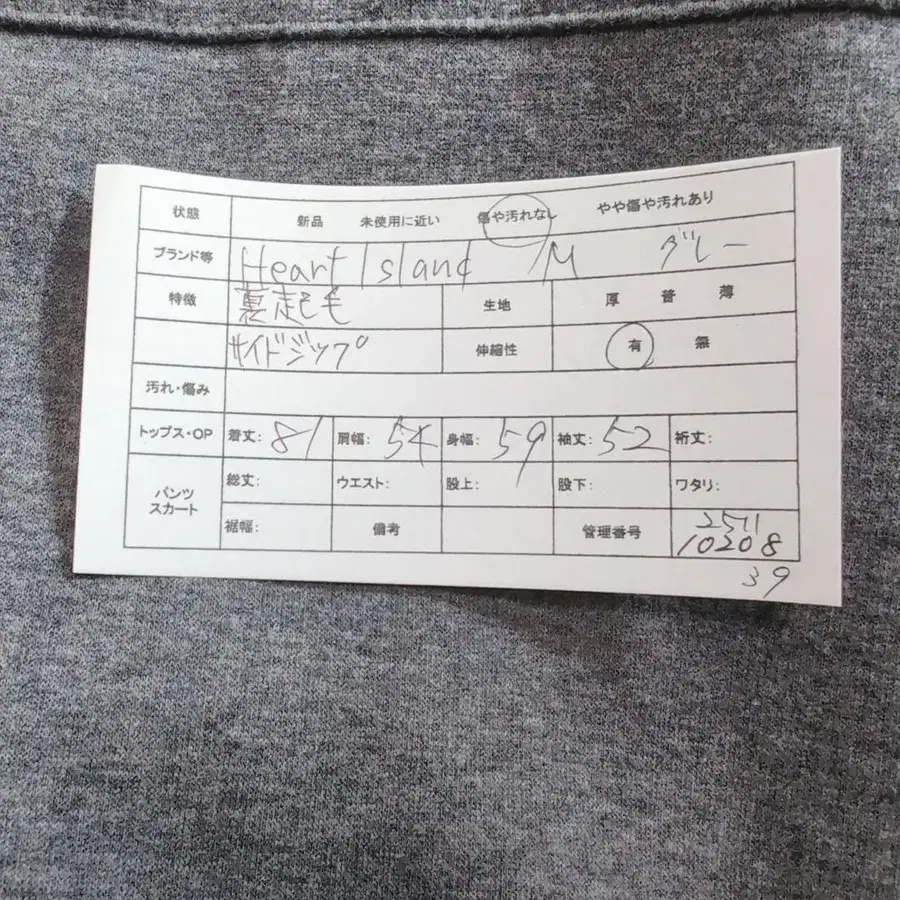 状態 新品 未使用に近い 傷や汚れなし やや傷や汚れあり
ブランド等 Heart Island /M グレー
特徴 裏起毛 生地 厚 普 薄
サイドジップ 伸縮性 有 無
汚れ・傷み
トップス・OP 着丈: 81 肩幅: 54 身幅: 59 袖丈: 52 裄丈:
パンツ スカート 総丈: ウエスト: 股上: 股下: ワタリ:
裾幅: 備考 管理番号 2511
10208
39